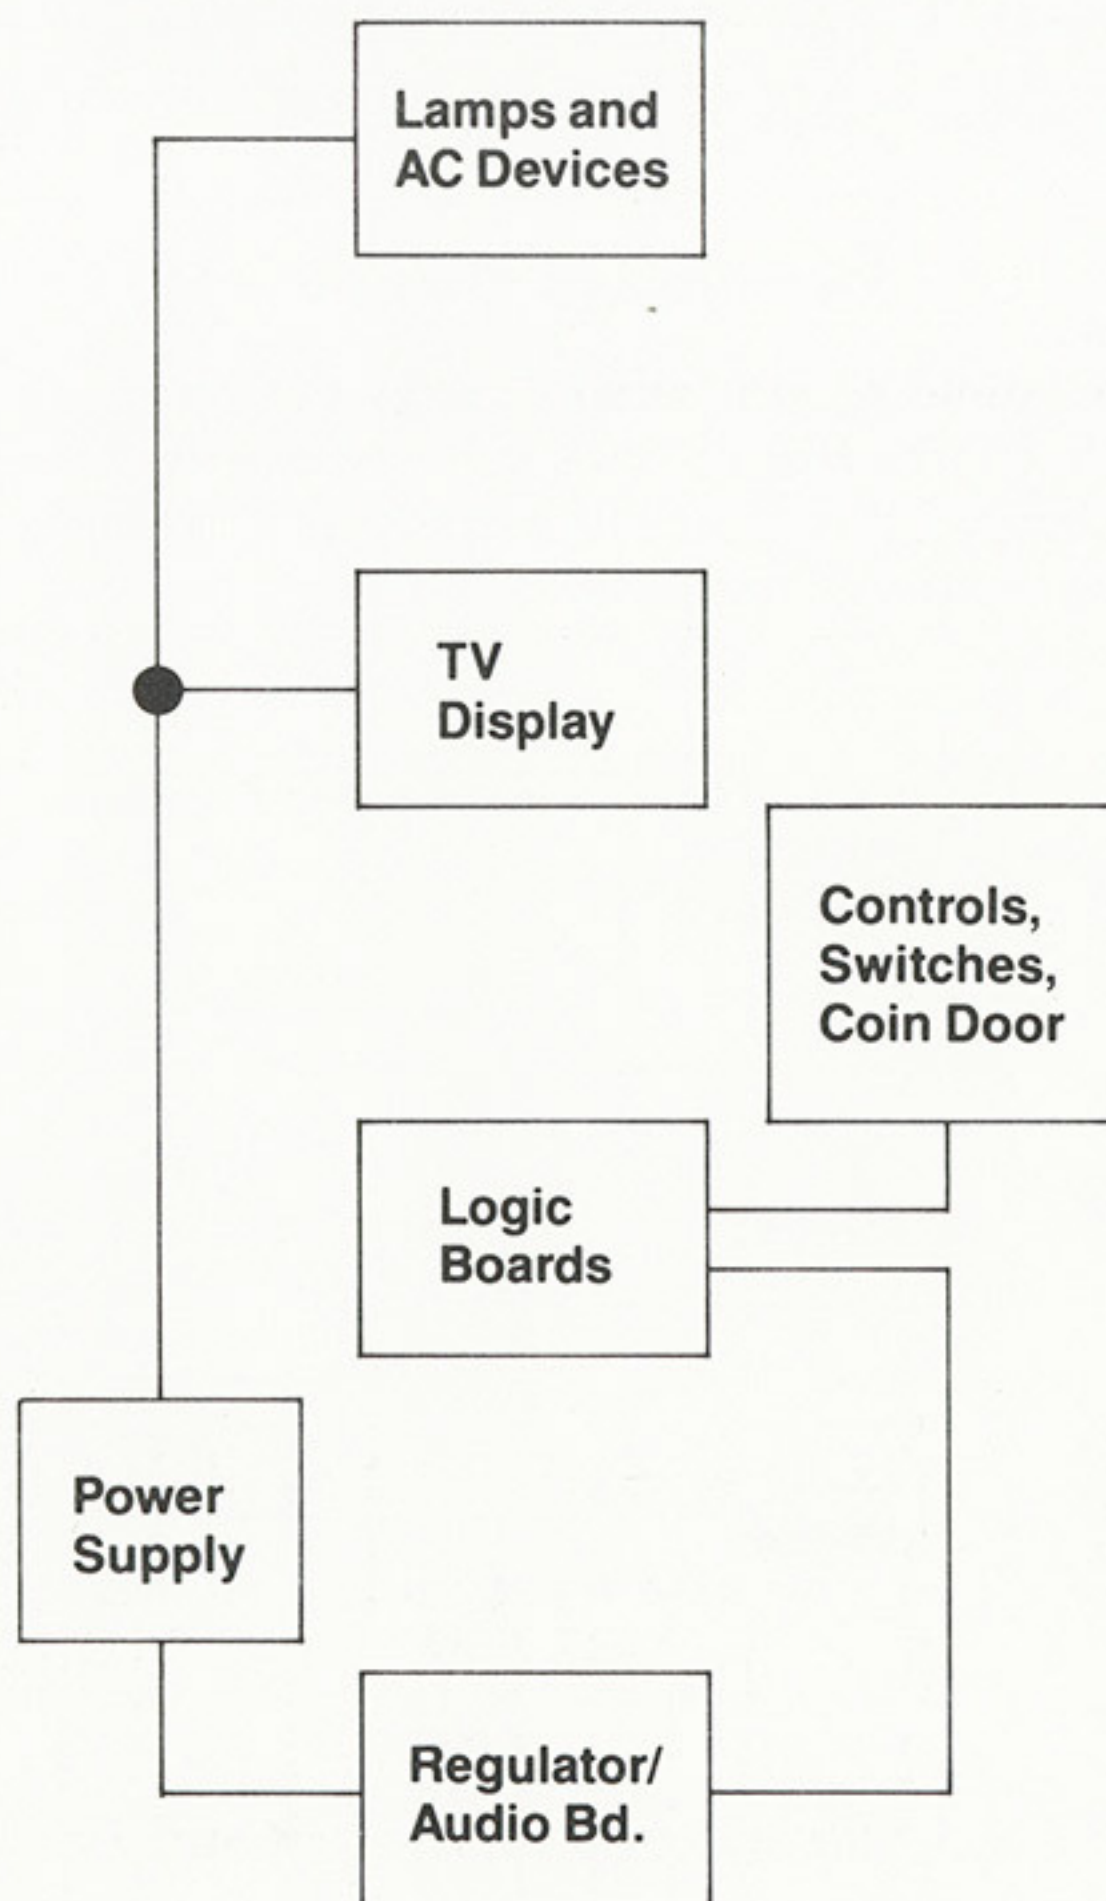 Lamps and
AC Devices
TV
Display
Controls,
Switches,
Coin Door
Logic
Boards
Power
Supply
Regulator/
Audio Bd.